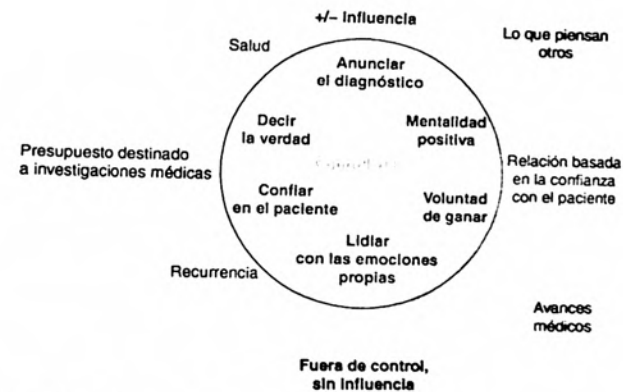 +/– Influencia
Lo que piensan
otros
Salud
Anunciar
el diagnóstico
Decir
la verdad
Mentalidad
positiva
Presupuesto destinado
a investigaciones médicas
Relación basada
en la confianza
con el paciente
Confiar
en el paciente
Voluntad
de ganar
Lidiar
con las emociones
propias
Recurrencia
Avances
médicos
Fuera de control,
sin influencia